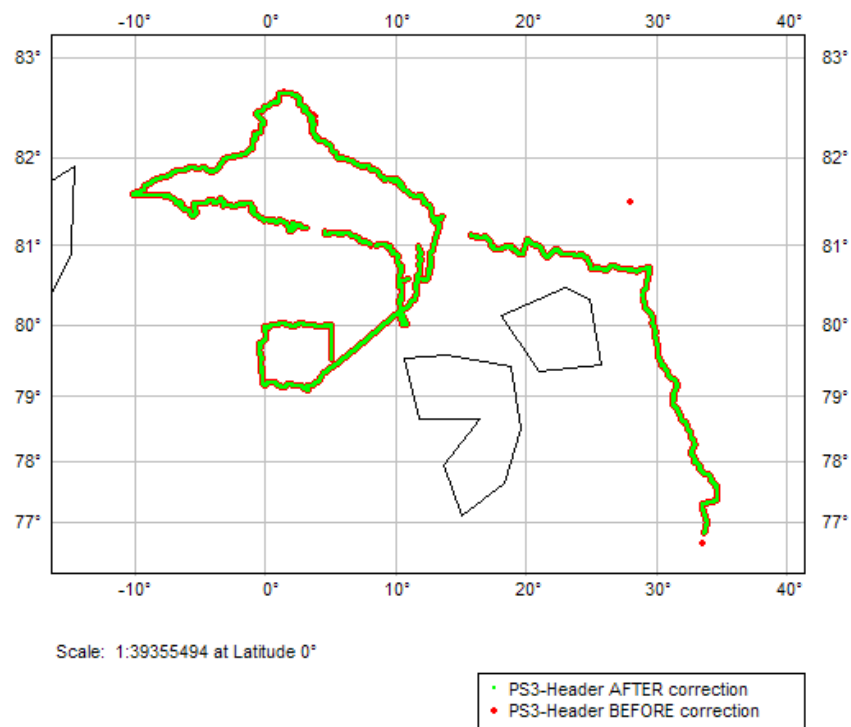 -10° 0° 10° 20° 30° 40°
83° 83°
82° 82°
81° 81°
80° 80°
79° 79°
78° 78°
77° 77°
-10° 0° 10° 20° 30° 40°
Scale: 1:39355494 at Latitude 0°
PS3-Header AFTER correction
PS3-Header BEFORE correction